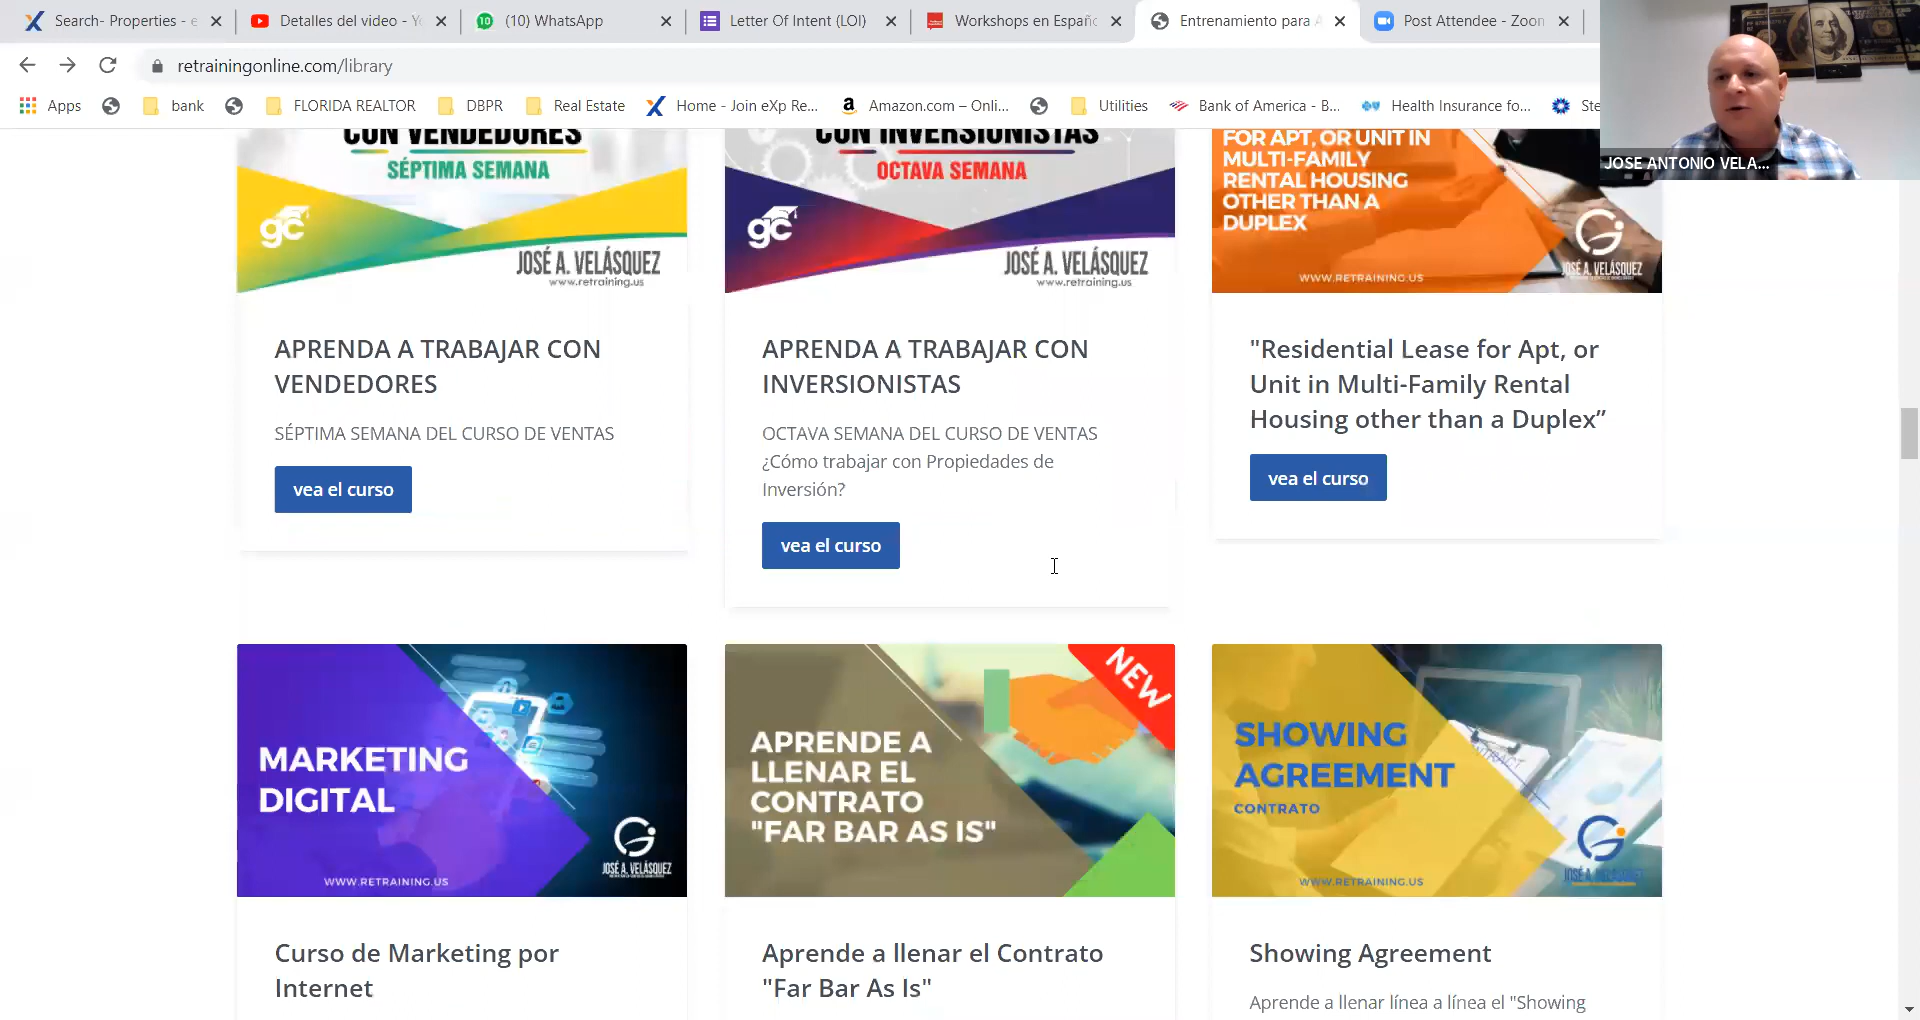 Search- Properties - e
Detalles del video - Y
(10) WhatsApp
Letter Of Intent (LOI)
Workshops en Españo
Entrenamiento para A
Post Attendee - Zoon
retrainingonline.com/library
Apps
bank
FLORIDA REALTOR
DBPR
Real Estate
Home - Join eXp Re...
Amazon.com – Onli...
Utilities
Bank of America - B...
Health Insurance fo...
Ste
JOSE ANTONIO VELA...
CON VENDEDORES
SÉPTIMA SEMANA
gc
JOSÉ A. VELÁSQUEZ
www.retraining.us
CON INVERSIONISTAS
OCTAVA SEMANA
gc
JOSÉ A. VELÁSQUEZ
www.retraining.us
FOR APT, OR UNIT IN
MULTI-FAMILY
RENTAL HOUSING
OTHER THAN A
DUPLEX
JOSÉ A. VELÁSQUEZ
WWW.RETRAINING.US
APRENDA A TRABAJAR CON
VENDEDORES
SÉPTIMA SEMANA DEL CURSO DE VENTAS
vea el curso
APRENDA A TRABAJAR CON
INVERSIONISTAS
OCTAVA SEMANA DEL CURSO DE VENTAS
¿Cómo trabajar con Propiedades de
Inversión?
vea el curso
"Residential Lease for Apt, or
Unit in Multi-Family Rental
Housing other than a Duplex”
vea el curso
MARKETING
DIGITAL
JOSÉ A. VELÁSQUEZ
WWW.RETRAINING.US
NEW
APRENDE A
LLENAR EL
CONTRATO
"FAR BAR AS IS"
SHOWING
AGREEMENT
CONTRATO
JOSÉ A. VELÁSQUEZ
WWW.RETRAINING.US
Curso de Marketing por
Internet
Aprende a llenar el Contrato
"Far Bar As Is"
Showing Agreement
Aprende a llenar línea a línea el "Showing